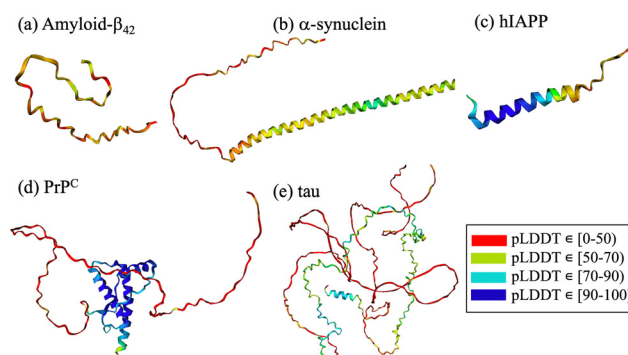 (a) Amyloid-β₄₂
(b) α-synuclein
(c) hIAPP
(d) PrPᶜ
(e) tau
pLDDT ∈ [0-50)
pLDDT ∈ [50-70)
pLDDT ∈ [70-90)
pLDDT ∈ [90-100)